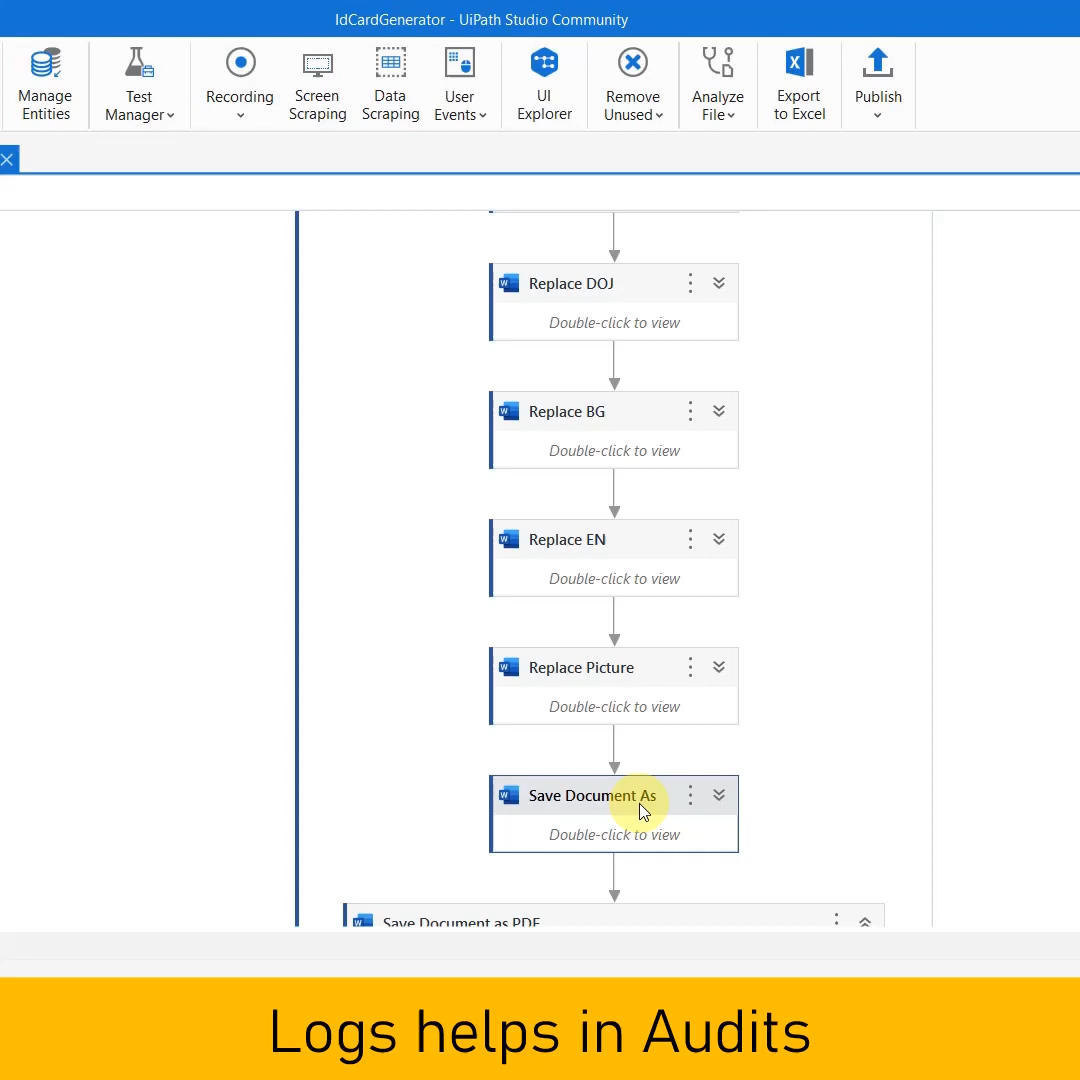 IdCardGenerator - UiPath Studio Community
Manage
Entities
Test
Manager
Recording
Screen
Scraping
Data
Scraping
User
Events
UI
Explorer
Remove
Unused
Analyze
File
Export
to Excel
Publish
Replace DOJ
Double-click to view
Replace BG
Double-click to view
Replace EN
Double-click to view
Replace Picture
Double-click to view
Save Document As
Double-click to view
Save Document as PDF
Logs helps in Audits